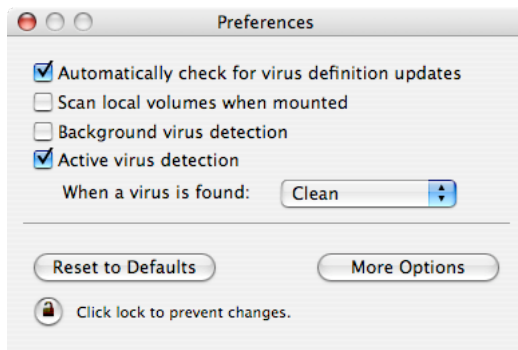 Preferences
Automatically check for virus definition updates
Scan local volumes when mounted
Background virus detection
Active virus detection
When a virus is found: Clean
Reset to Defaults More Options
Click lock to prevent changes.